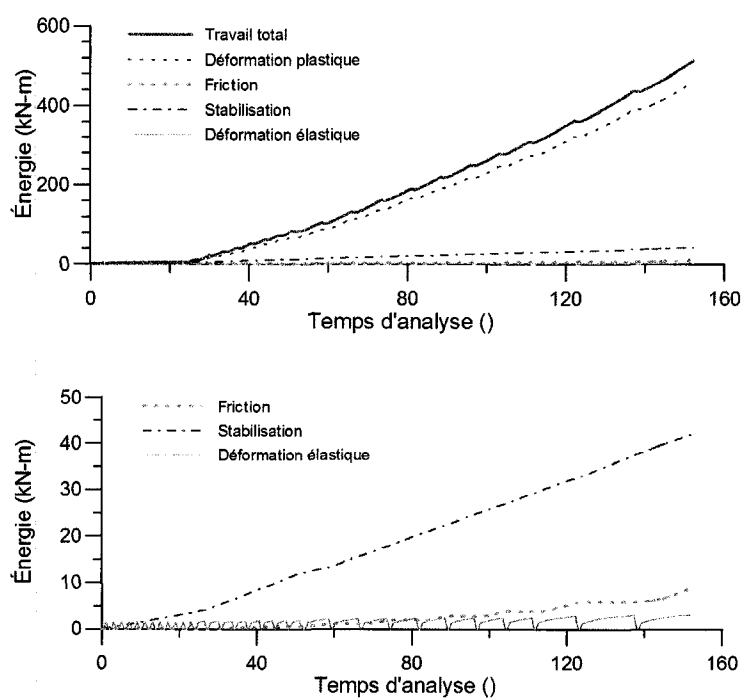 Travail total
Déformation plastique
Friction
Stabilisation
Déformation élastique
600
400
200
0
Énergie (kN-m)
0
40
80
120
160
Temps d'analyse ()
Friction
Stabilisation
Déformation élastique
50
40
30
20
10
0
Énergie (kN-m)
0
40
80
120
160
Temps d'analyse ()